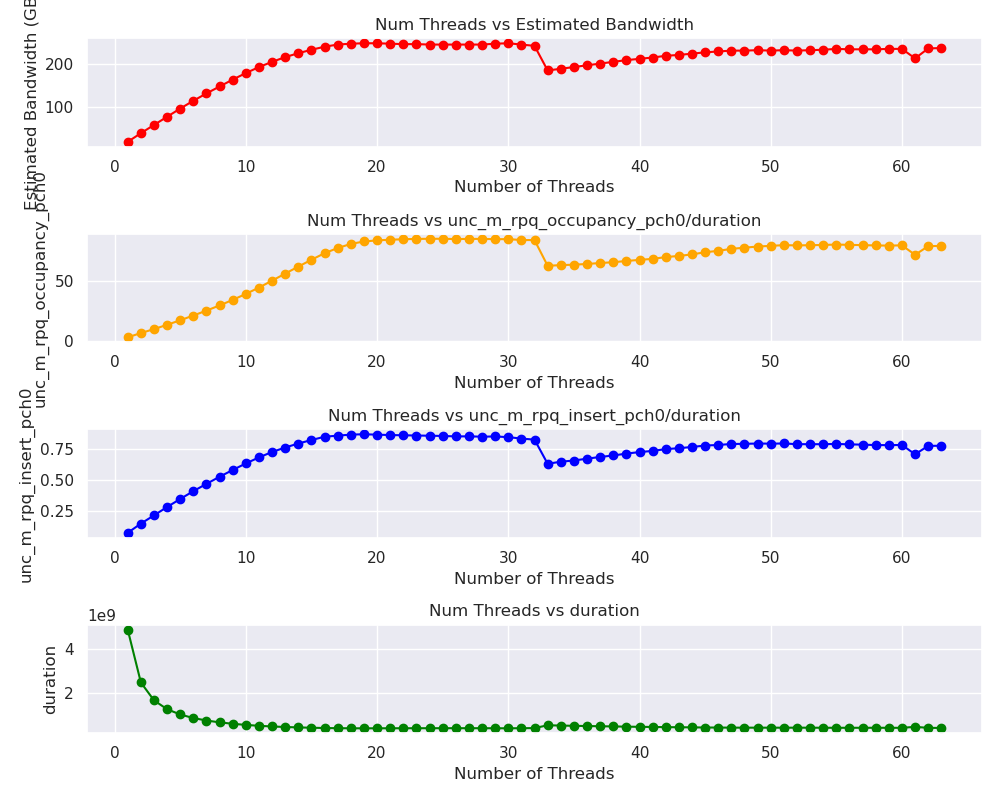 Num Threads vs Estimated Bandwidth
Estimated Bandwidth (GB
200
100
0 10 20 30 40 50 60
Number of Threads
Num Threads vs unc_m_rpq_occupancy_pch0/duration
unc_m_rpq_occupancy_pch0
50
0
0 10 20 30 40 50 60
Number of Threads
Num Threads vs unc_m_rpq_insert_pch0/duration
unc_m_rpq_insert_pch0
0.75
0.50
0.25
0 10 20 30 40 50 60
Number of Threads
Num Threads vs duration
1e9
duration
4
2
0 10 20 30 40 50 60
Number of Threads